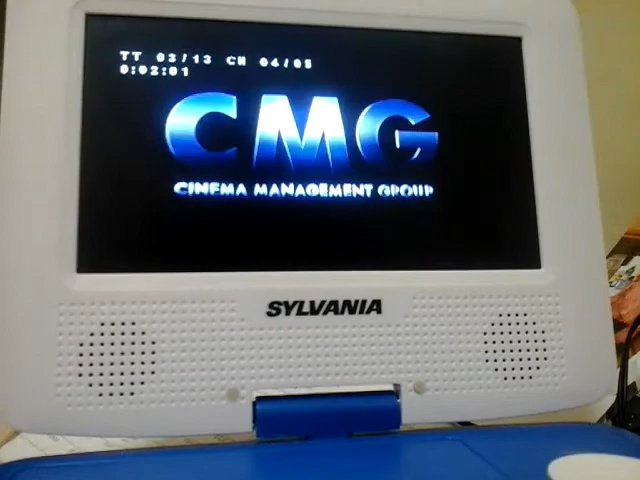 TT 03/13 CH 04/05
0:02:01
CMG
CINEMA MANAGEMENT GROUP
SYLVANIA